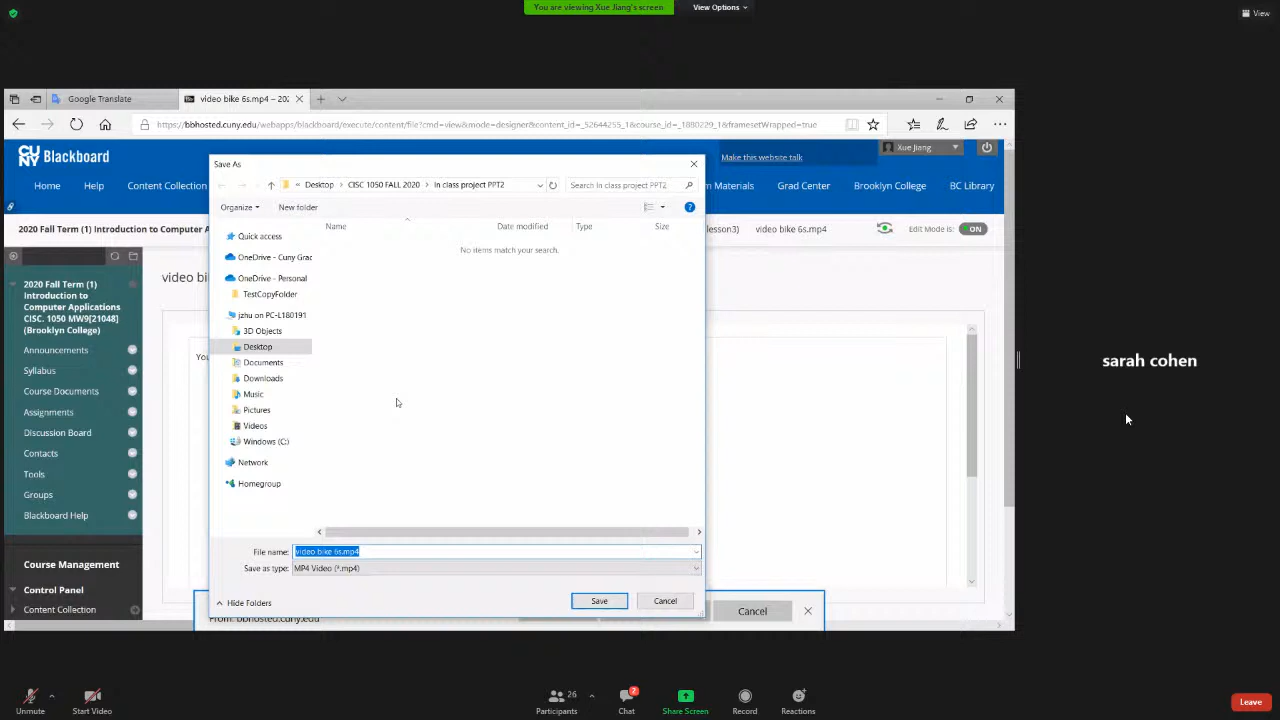 You are viewing Xue Jiang's screen
View Options
View
Google Translate
video bike 6s.mp4 – 202
https://bbhosted.cuny.edu/webapps/blackboard/execute/content/file?cmd=view&mode=designer&content_id=_52644255_1&course_id=_1880229_1&framesetWrapped=true
CUNY Blackboard
Make this website talk
Xue Jiang
Home
Help
Content Collection
m Materials
Grad Center
Brooklyn College
BC Library
2020 Fall Term (1) Introduction to Computer A
lesson3)
video bike 6s.mp4
Edit Mode is:
ON
Save As
« Desktop > CISC 1050 FALL 2020 > In class project PPT2
Search In class project PPT2
Organize
New folder
Name
Date modified
Type
Size
No items match your search.
Quick access
OneDrive - Cuny Grac
OneDrive - Personal
TestCopyFolder
jzhu on PC-L180191
3D Objects
Desktop
Documents
Downloads
Music
Pictures
Videos
Windows (C:)
Network
Homegroup
File name:
video bike 6s.mp4
Save as type:
MP4 Video (*.mp4)
Hide Folders
Save
Cancel
2020 Fall Term (1)
Introduction to
Computer Applications
CISC. 1050 MW9[21048]
(Brooklyn College)
Announcements
Syllabus
Course Documents
Assignments
Discussion Board
Contacts
Tools
Groups
Blackboard Help
Course Management
Control Panel
Content Collection
video bi
You
From: bbhosted.cuny.edu
Cancel
sarah cohen
Unmute
Start Video
26
Participants
2
Chat
Share Screen
Record
Reactions
Leave